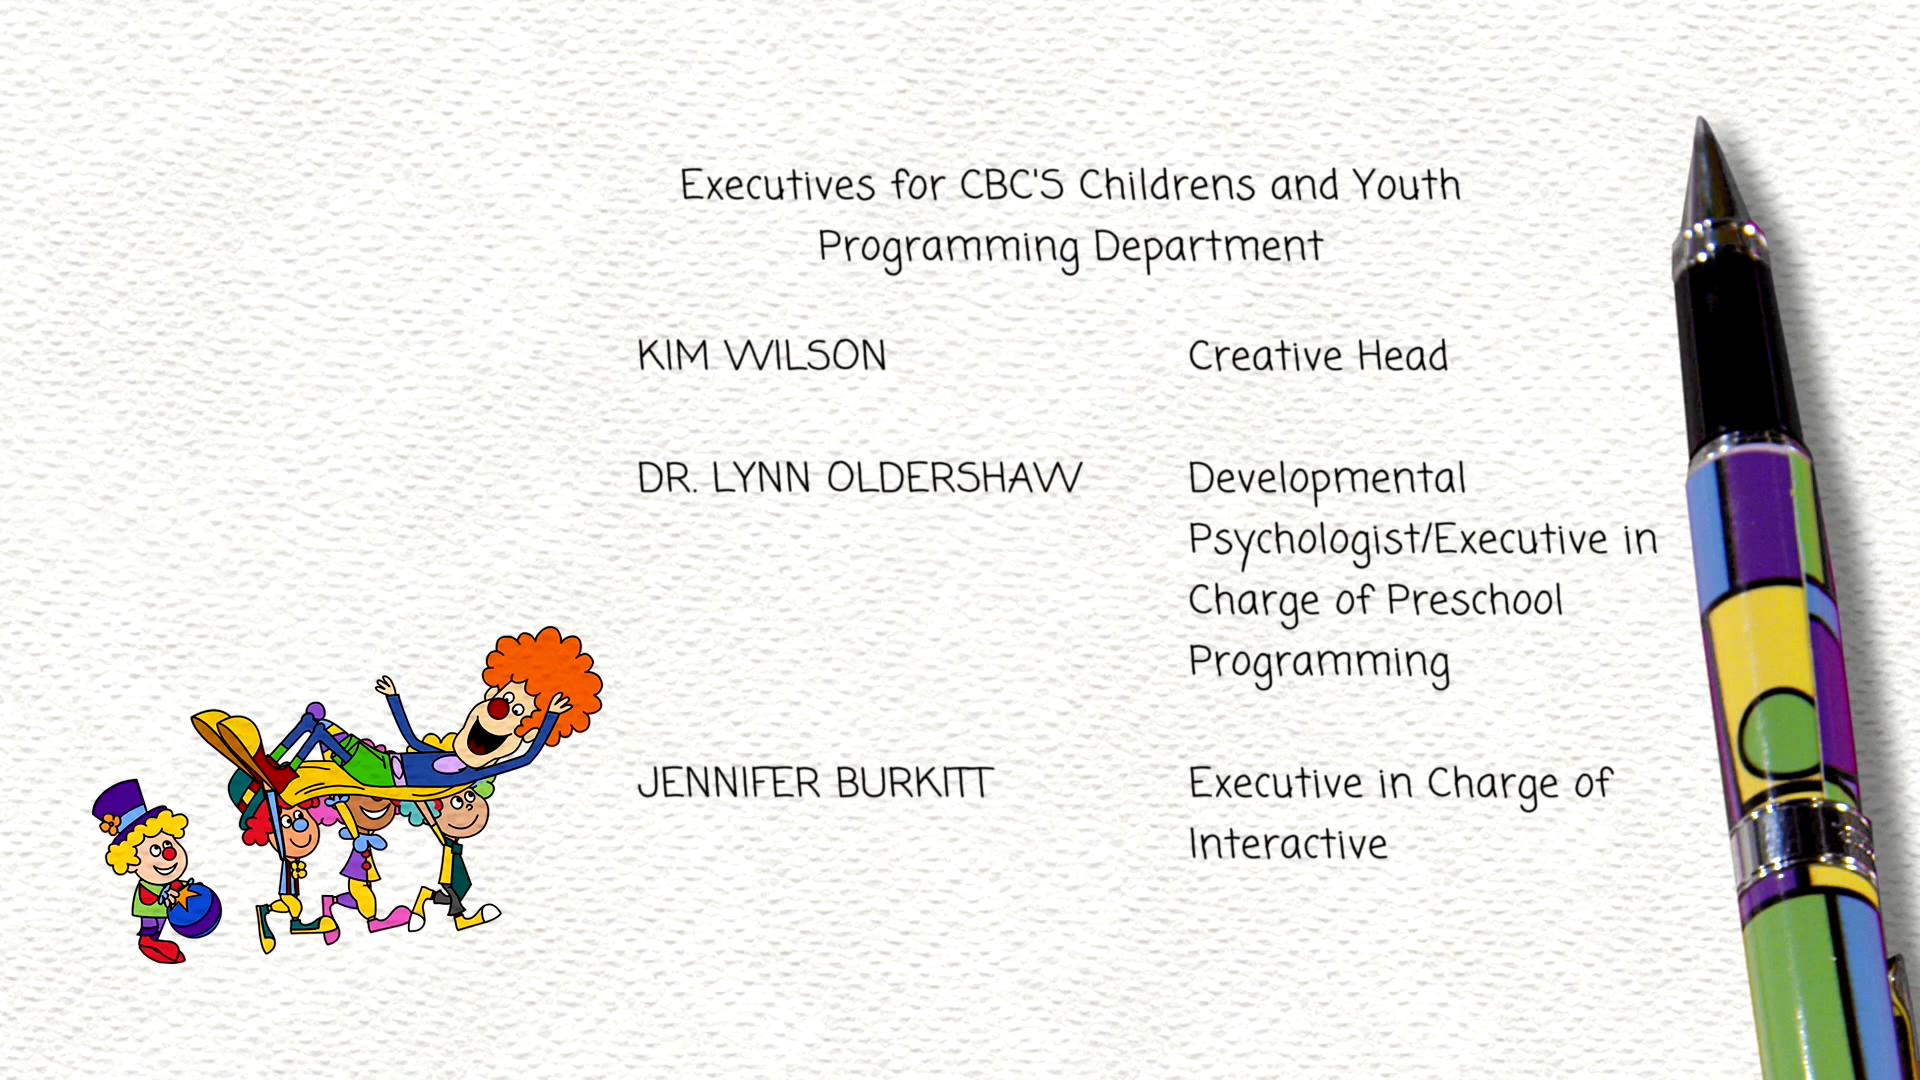 Executives for CBC'S Childrens and Youth
Programming Department
KIM WILSON Creative Head
DR. LYNN OLDERSHAW Developmental
Psychologist/Executive in
Charge of Preschool
Programming
JENNIFER BURKITT Executive in Charge of
Interactive